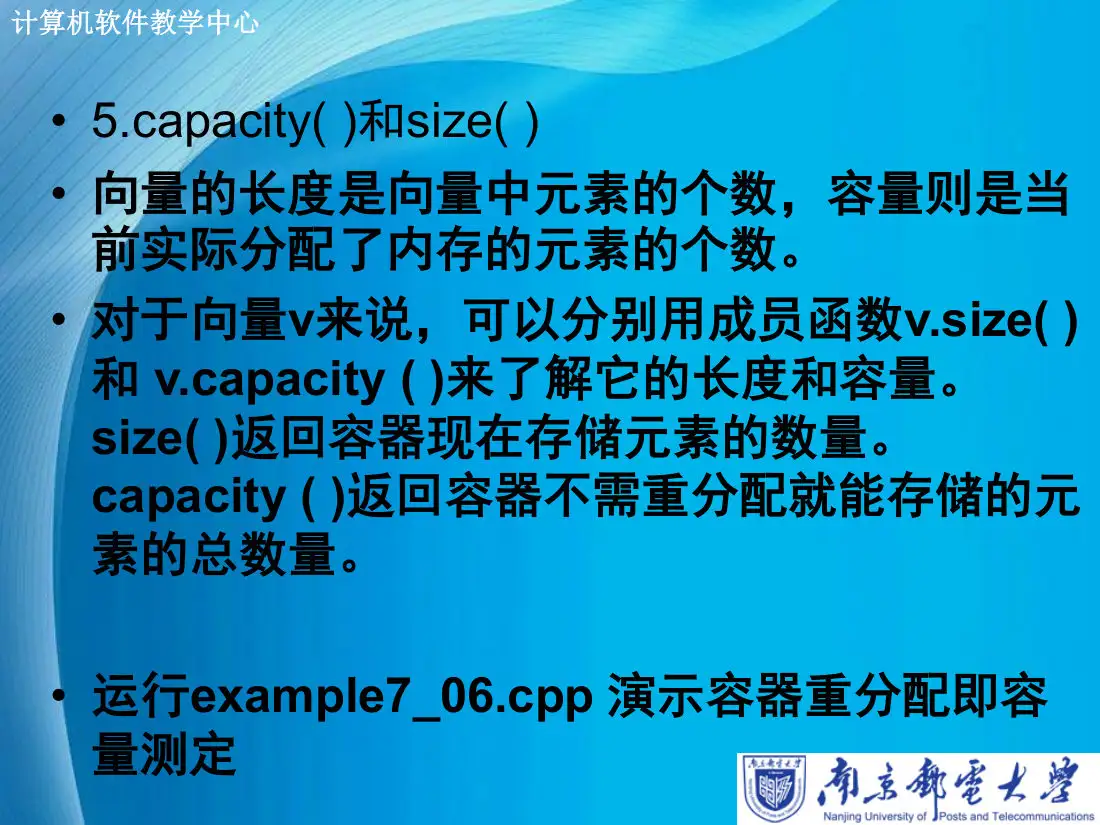 计算机软件教学中心
• 5.capacity( )和size( )
• 向量的长度是向量中元素的个数，容量则是当
前实际分配了内存的元素的个数。
• 对于向量v来说，可以分别用成员函数v.size( )
和 v.capacity ( )来了解它的长度和容量。
size( )返回容器现在存储元素的数量。
capacity ( )返回容器不需重分配就能存储的元
素的总数量。
• 运行example7_06.cpp 演示容器重分配即容
量测定
南京邮电大学
Nanjing University of Posts and Telecommunications